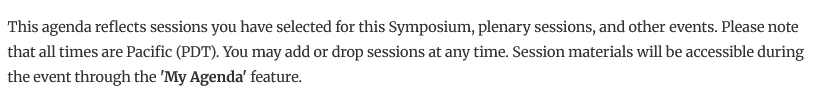 This agenda reflects sessions you have selected for this Symposium, plenary sessions, and other events. Please note
that all times are Pacific (PDT). You may add or drop sessions at any time. Session materials will be accessible during
the event through the 'My Agenda' feature.